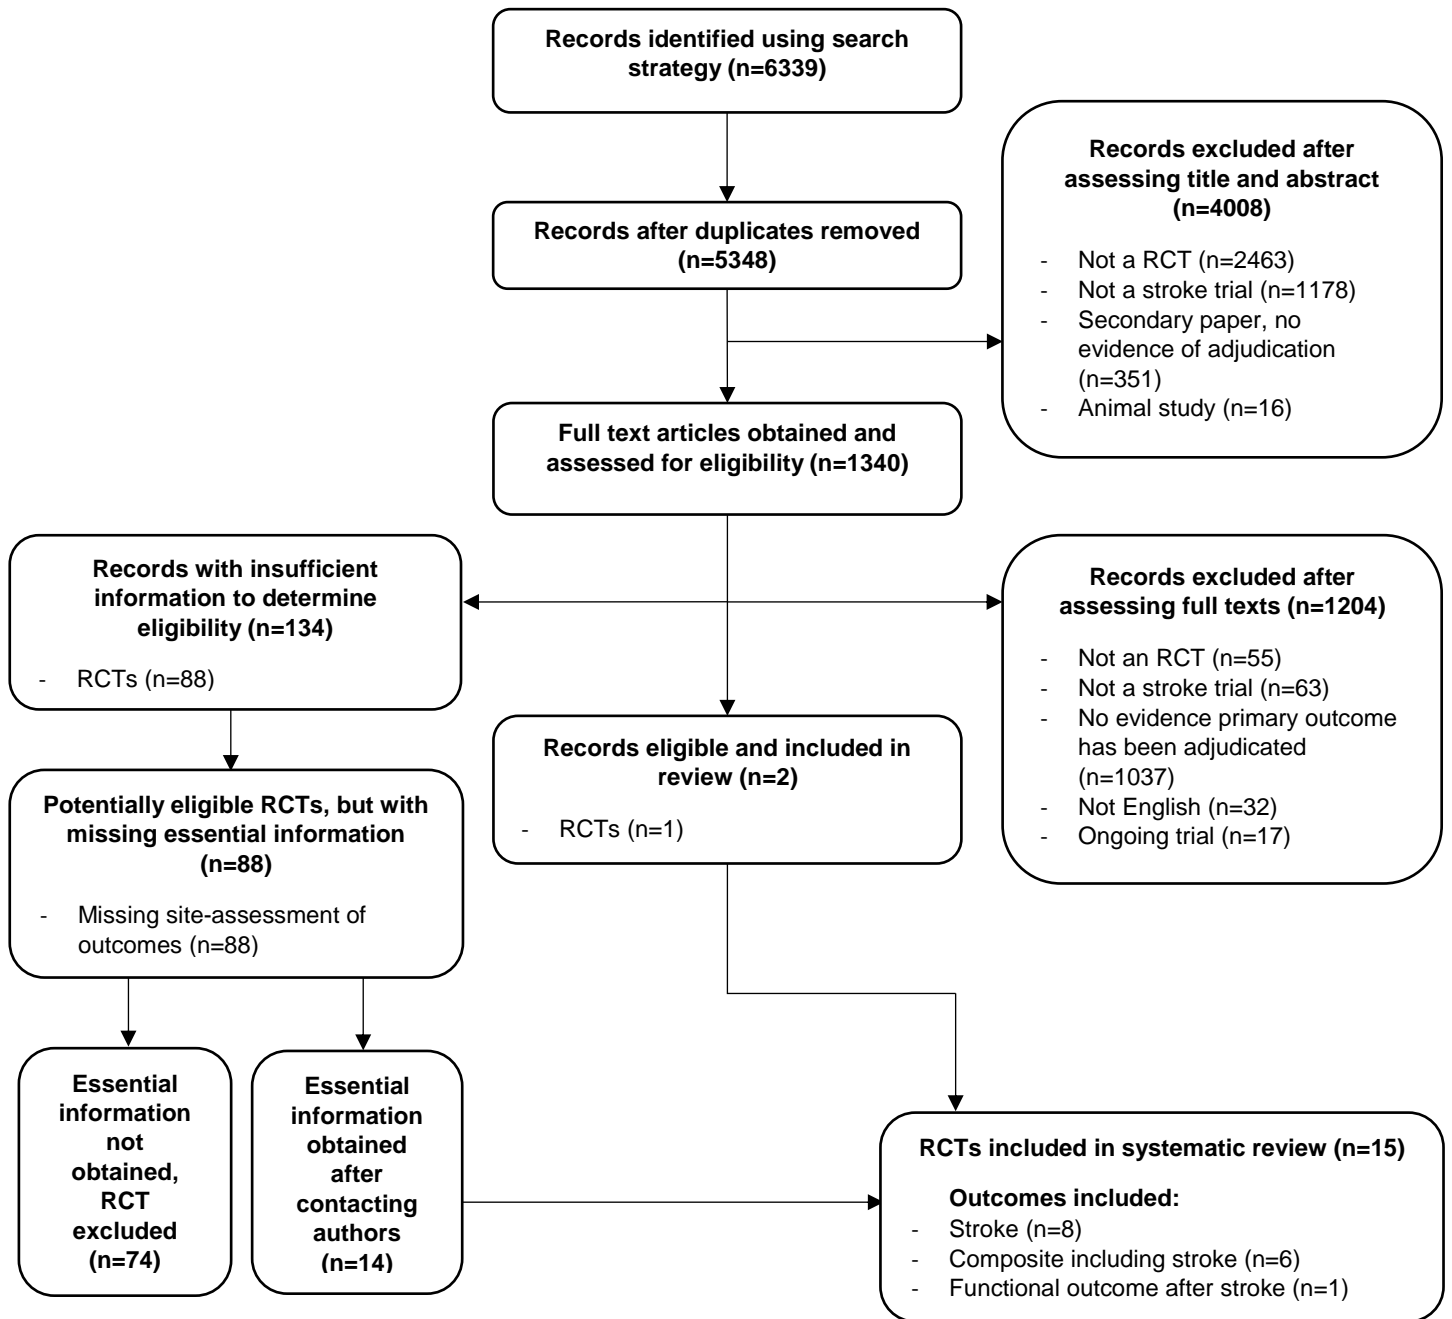 Records identified using search
strategy (n=6339)
Records after duplicates removed
(n=5348)
Records excluded after
assessing title and abstract
(n=4008)
- Not a RCT (n=2463)
- Not a stroke trial (n=1178)
- Secondary paper, no
evidence of adjudication
(n=351)
- Animal study (n=16)
Full text articles obtained and
assessed for eligibility (n=1340)
Records with insufficient
information to determine
eligibility (n=134)
- RCTs (n=88)
Records excluded after
assessing full texts (n=1204)
- Not an RCT (n=55)
- Not a stroke trial (n=63)
- No evidence primary outcome
has been adjudicated
(n=1037)
- Not English (n=32)
- Ongoing trial (n=17)
Records eligible and included in
review (n=2)
- RCTs (n=1)
Potentially eligible RCTs, but with
missing essential information
(n=88)
- Missing site-assessment of
outcomes (n=88)
Essential
information
not
obtained,
RCT
excluded
(n=74)
Essential
information
obtained
after
contacting
authors
(n=14)
RCTs included in systematic review (n=15)
Outcomes included:
- Stroke (n=8)
- Composite including stroke (n=6)
- Functional outcome after stroke (n=1)